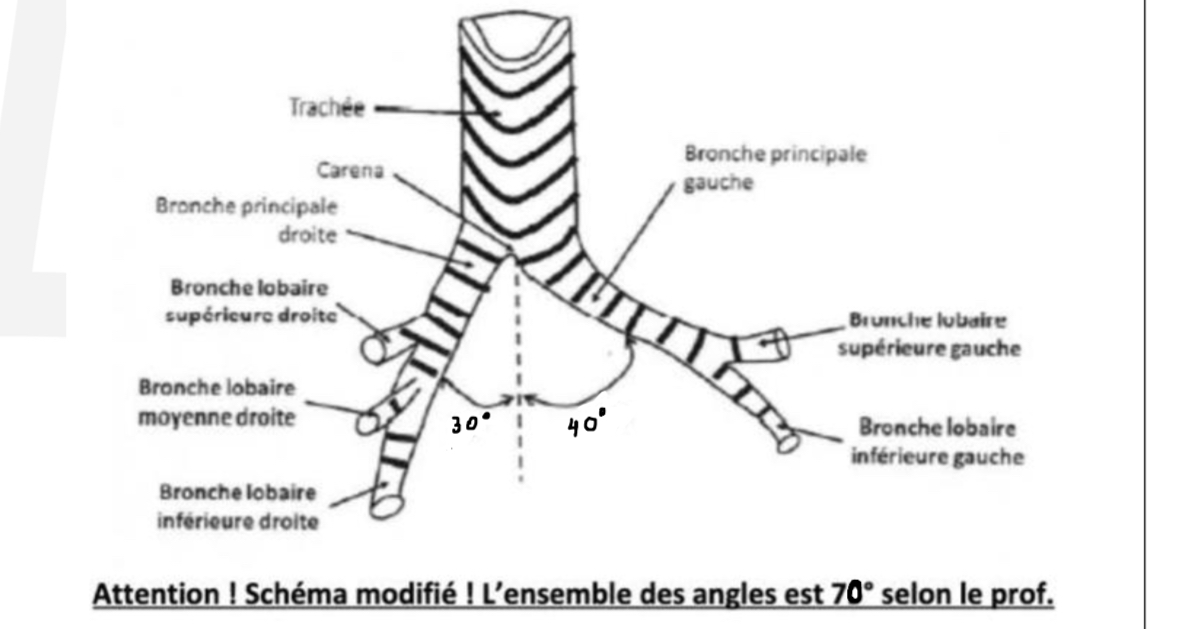 Trachée
Carena
Bronche principale
droite
Bronche principale
gauche
Bronche lobaire
supérieure droite
Bronche lobaire
moyenne droite
Bronche lobaire
inférieure droite
Bronche lobaire
supérieure gauche
Bronche lobaire
inférieure gauche
30°
40°
Attention ! Schéma modifié ! L'ensemble des angles est 70° selon le prof.